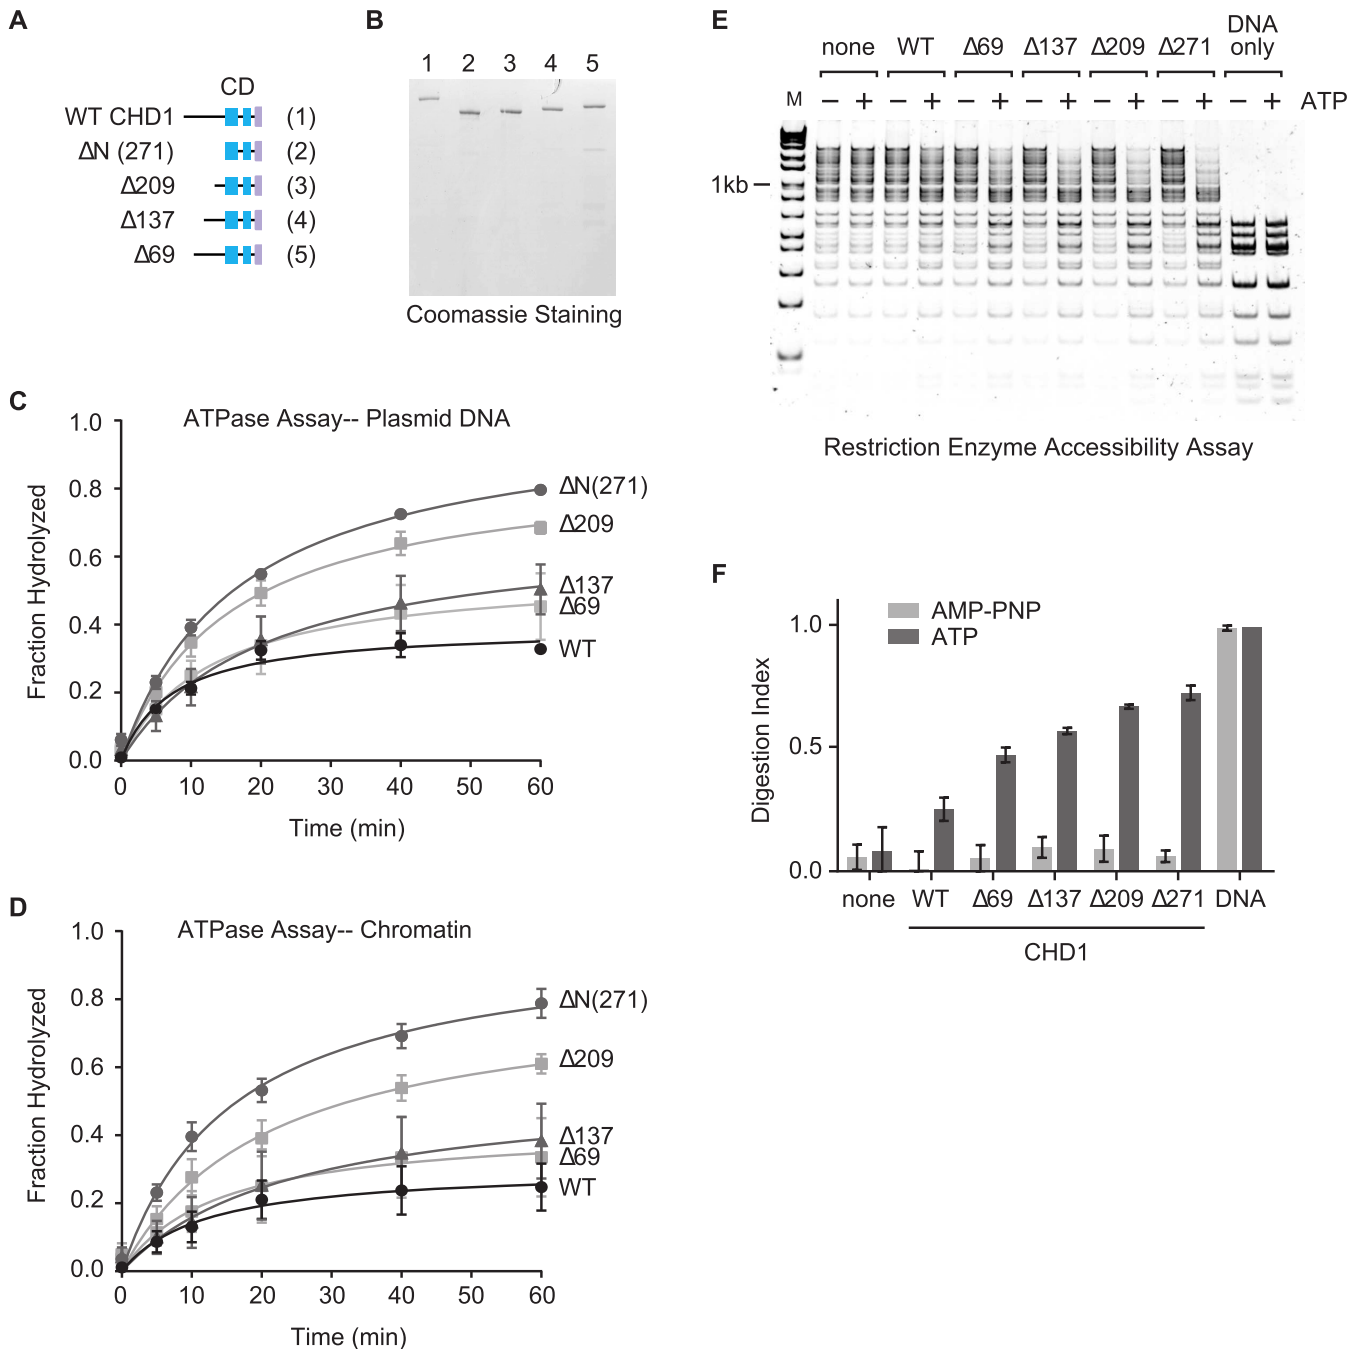 A
CD
WT CHD1 (1)
ΔN (271) (2)
Δ209 (3)
Δ137 (4)
Δ69 (5)
B
1 2 3 4 5
Coomassie Staining
C
ATPase Assay-- Plasmid DNA
Fraction Hydrolyzed
1.0
0.8
0.6
0.4
0.2
0.0
0 10 20 30 40 50 60
Time (min)
ΔN(271)
Δ209
Δ137
Δ69
WT
D
ATPase Assay-- Chromatin
Fraction Hydrolyzed
1.0
0.8
0.6
0.4
0.2
0.0
0 10 20 30 40 50 60
Time (min)
ΔN(271)
Δ209
Δ137
Δ69
WT
E
none WT Δ69 Δ137 Δ209 Δ271 DNA only
M − + − + − + − + − + − + − + ATP
1kb
Restriction Enzyme Accessibility Assay
F
AMP-PNP
ATP
Digestion Index
1.0
0.5
0.0
none WT Δ69 Δ137 Δ209 Δ271 DNA
CHD1